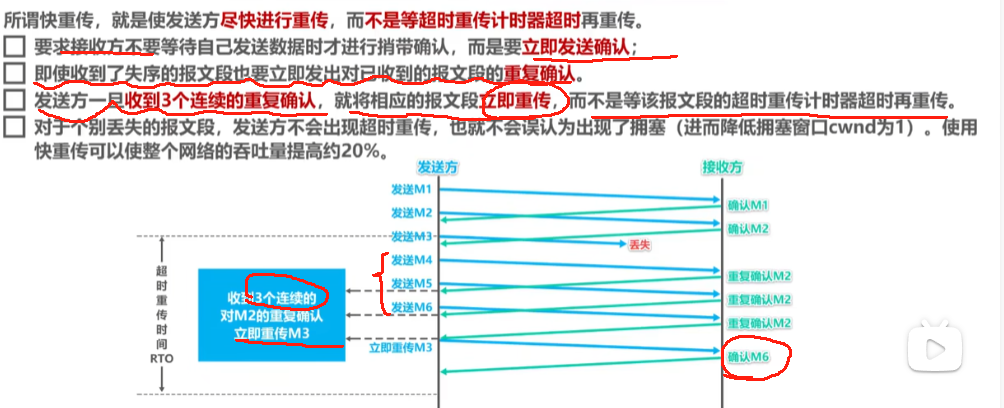 所谓快重传，就是使发送方尽快进行重传，而不是等超时重传计时器超时再重传。
要求接收方不要等待自己发送数据时才进行捎带确认，而是要立即发送确认；
即使收到了失序的报文段也要立即发出对已收到的报文段的重复确认。
发送方一旦收到3个连续的重复确认，就将相应的报文段立即重传，而不是等该报文段的超时重传计时器超时再重传。
对于个别丢失的报文段，发送方不会出现超时重传，也就不会误认为出现了拥塞（进而降低拥塞窗口cwnd为1）。使用
快重传可以使整个网络的吞吐量提高约20%。
发送方
接收方
发送M1
确认M1
发送M2
确认M2
发送M3
丢失
发送M4
重复确认M2
发送M5
重复确认M2
发送M6
重复确认M2
超时重传时间
RTO
收到3个连续的
对M2的重复确认
立即重传M3
立即重传M3
确认M6